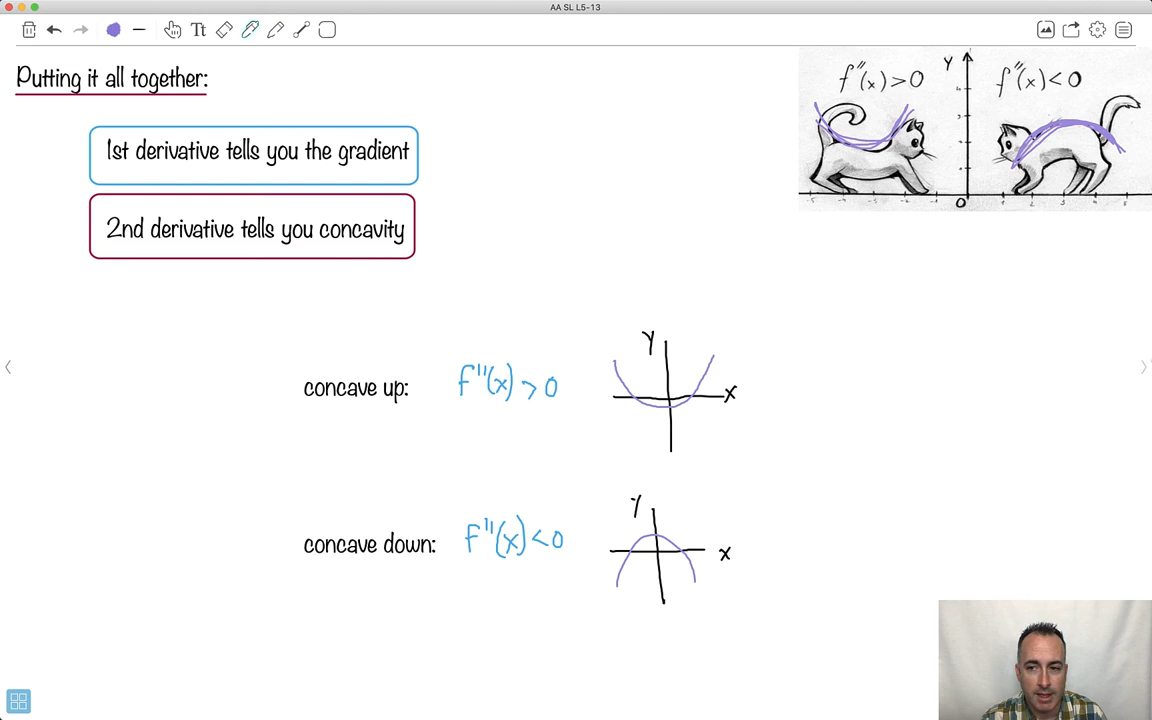 AA SL L5-13
Tt
Putting it all together:
1st derivative tells you the gradient
2nd derivative tells you concavity
f''(x)>0
Y
f''(x)<0
O
concave up:
f''(x) > 0
Y
x
concave down:
f''(x) < 0
Y
x